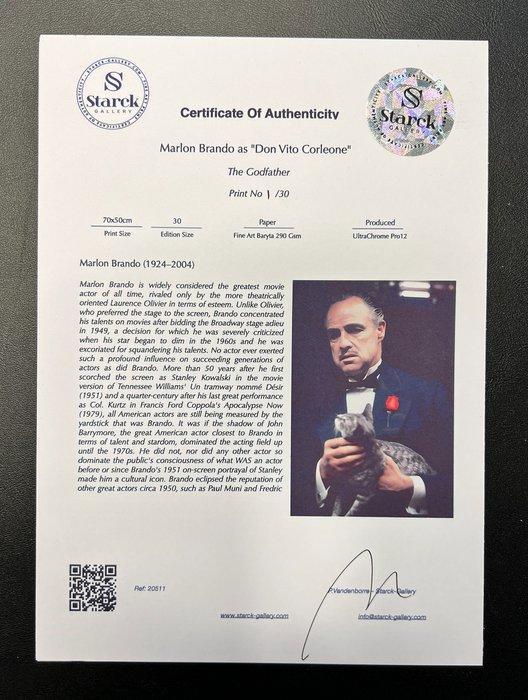 STARCK-GALLERY.COM
S
Starck
GALLERY
CERTIFICATE OF AUTHENTICITY
S
Starck
GALLERY
Certificate Of Authenticity
Marlon Brando as "Don Vito Corleone"
The Godfather
Print No 1 /30
70x50cm 30 Paper Produced
Print Size Edition Size Fine Art Baryta 290 Gsm UltraChrome Pro12
Marlon Brando (1924–2004)
Marlon Brando is widely considered the greatest movie
actor of all time, rivaled only by the more theatrically
oriented Laurence Olivier in terms of esteem. Unlike Olivier,
who preferred the stage to the screen, Brando concentrated
his talents on movies after bidding the Broadway stage adieu
in 1949, a decision for which he was severely criticized
when his star began to dim in the 1960s and he was
excoriated for squandering his talents. No actor ever exerted
such a profound influence on succeeding generations of
actors as did Brando. More than 50 years after he first
scorched the screen as Stanley Kowalski in the movie
version of Tennessee Williams' Un tramway nommé Désir
(1951) and a quarter-century after his last great performance
as Col. Kurtz in Francis Ford Coppola's Apocalypse Now
(1979), all American actors are still being measured by the
yardstick that was Brando. It was if the shadow of John
Barrymore, the great American actor closest to Brando in
terms of talent and stardom, dominated the acting field up
until the 1970s. He did not, nor did any other actor so
dominate the public's consciousness of what WAS an actor
before or since Brando's 1951 on-screen portrayal of Stanley
made him a cultural icon. Brando eclipsed the reputation of
other great actors circa 1950, such as Paul Muni and Fredric
Ref: 20511
P.Vandenborre - Starck-Gallery
www.starck-gallery.com
info@starck-gallery.com